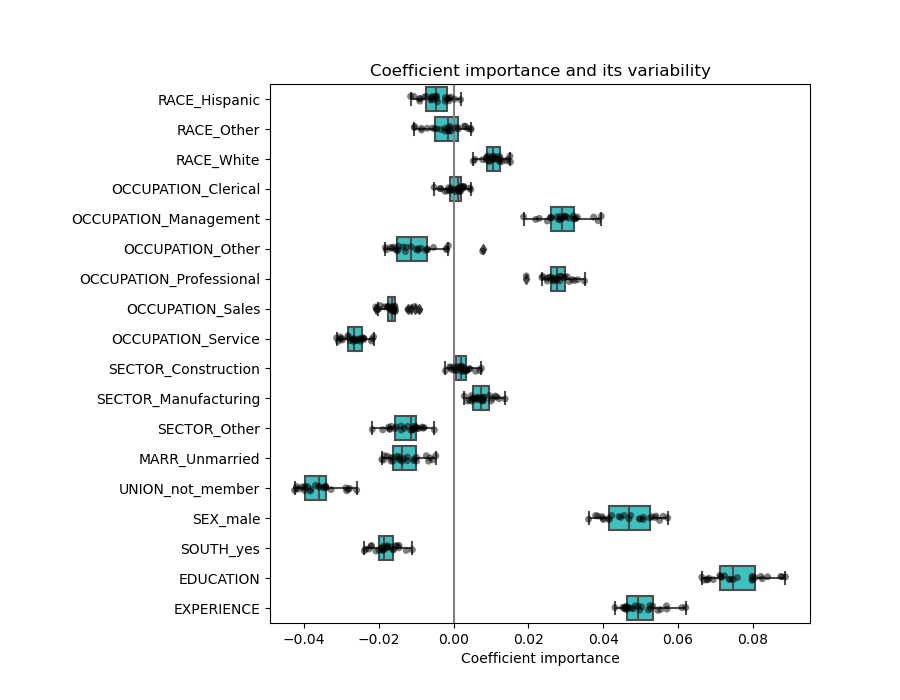 Coefficient importance and its variability
RACE_Hispanic
RACE_Other
RACE_White
OCCUPATION_Clerical
OCCUPATION_Management
OCCUPATION_Other
OCCUPATION_Professional
OCCUPATION_Sales
OCCUPATION_Service
SECTOR_Construction
SECTOR_Manufacturing
SECTOR_Other
MARR_Unmarried
UNION_not_member
SEX_male
SOUTH_yes
EDUCATION
EXPERIENCE
−0.04 −0.02 0.00 0.02 0.04 0.06 0.08
Coefficient importance